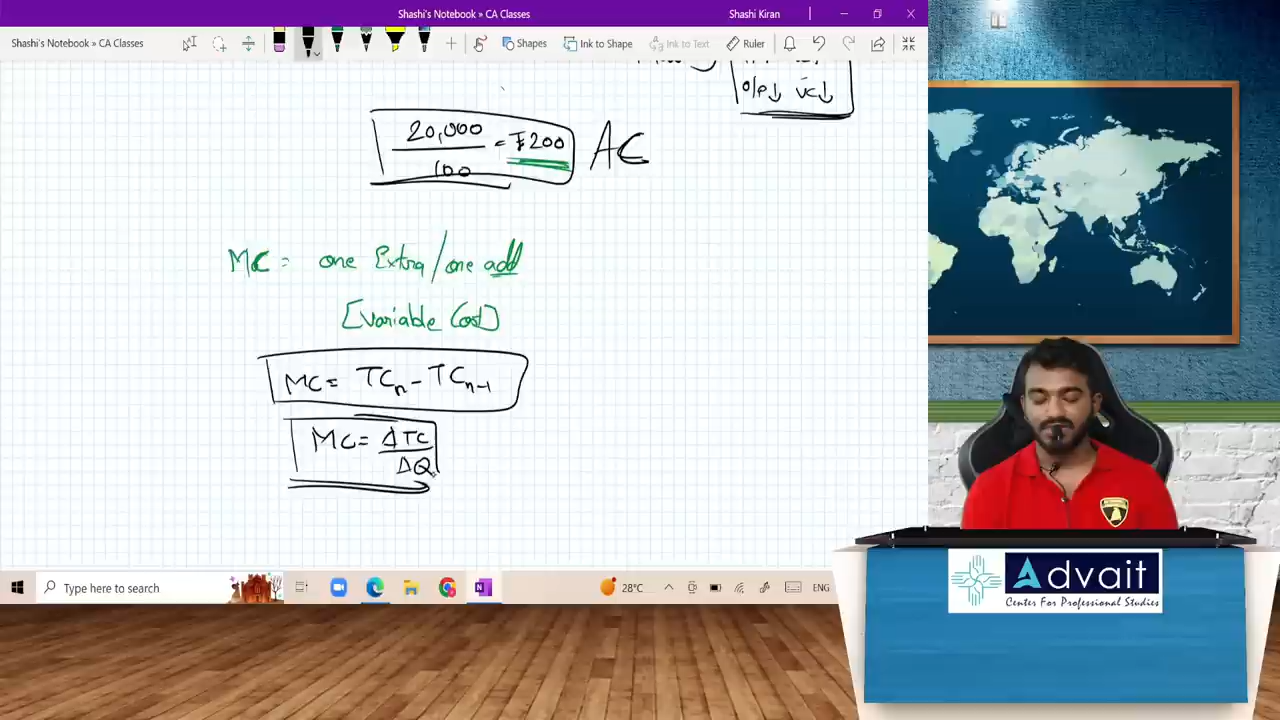 Shashi's Notebook » CA Classes
Shashi Kiran
Shashi's Notebook » CA Classes
Shapes
Ink to Shape
Ink to Text
Ruler
O/P↓ VC↓
20,000
100
= ₹200
AC
MC = one Extra/one add
[Variable Cost]
MC = TCn - TCn-1
MC = ΔTC
ΔQ
Type here to search
28°C
ENG
Advait
Center For Professional Studies